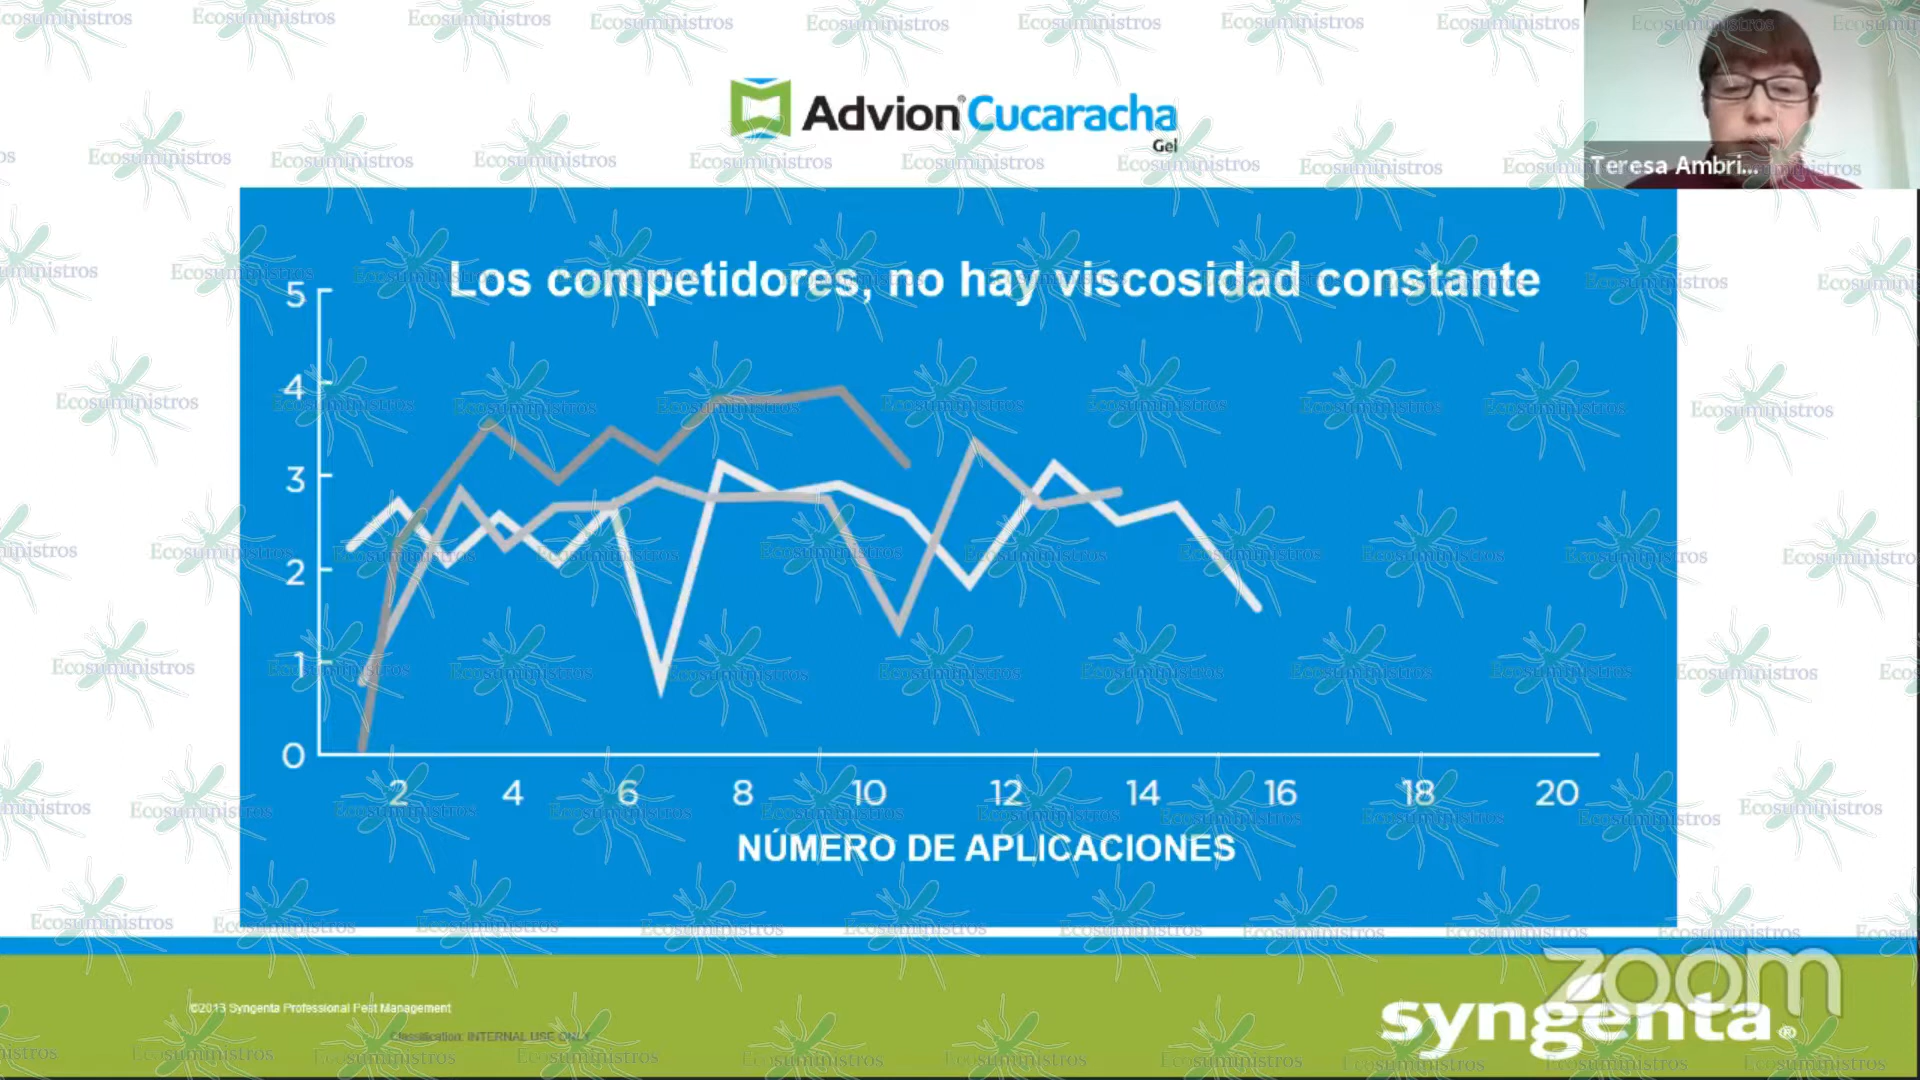 Advion® Cucaracha
Gel
Teresa Ambri...
Los competidores, no hay viscosidad constante
5
4
3
2
1
0
2 4 6 8 10 12 14 16 18 20
NÚMERO DE APLICACIONES
©2013 Syngenta Professional Pest Management
Classification: INTERNAL USE ONLY
zoom
syngenta®
Ecosuministros